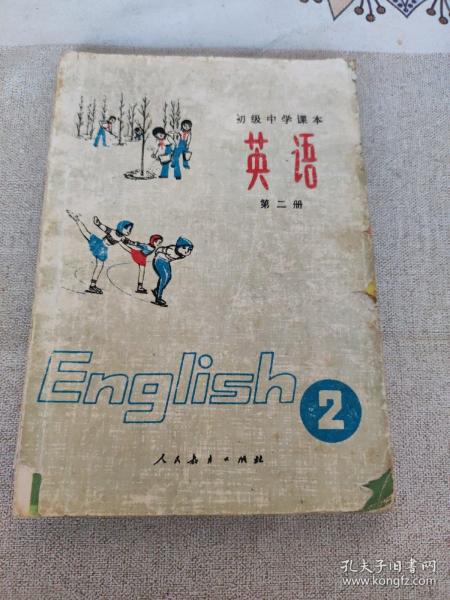 初级中学课本
英语
第二册
English 2
人民教育出版社
孔夫子旧书网
book.kongfz.com